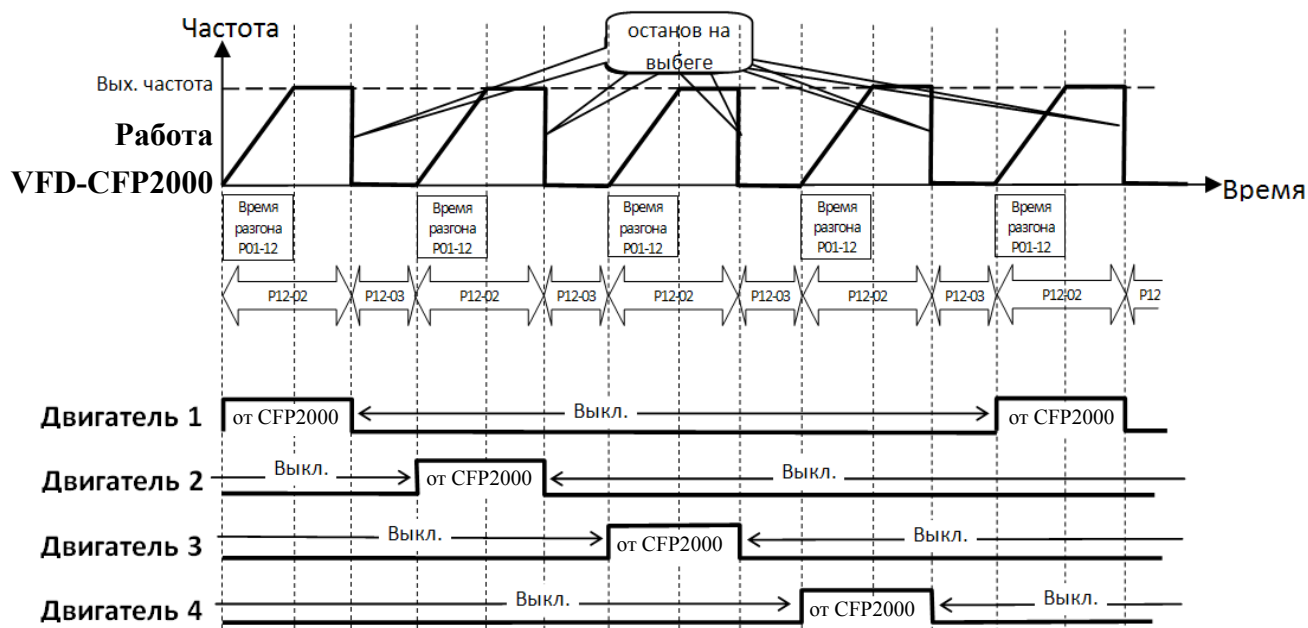 Частота
останов на
выбеге
Вых. частота
Работа
VFD-CFP2000
Время
Время
разгона
P01-12
Время
разгона
P01-12
Время
разгона
P01-12
Время
разгона
P01-12
Время
разгона
P01-12
P12-02
P12-03
P12-02
P12-03
P12-02
P12-03
P12-02
P12-03
P12-02
P12
Двигатель 1
от CFP2000
Выкл.
от CFP2000
Двигатель 2
Выкл.
от CFP2000
Выкл.
Двигатель 3
Выкл.
от CFP2000
Выкл.
Двигатель 4
Выкл.
от CFP2000
Выкл.